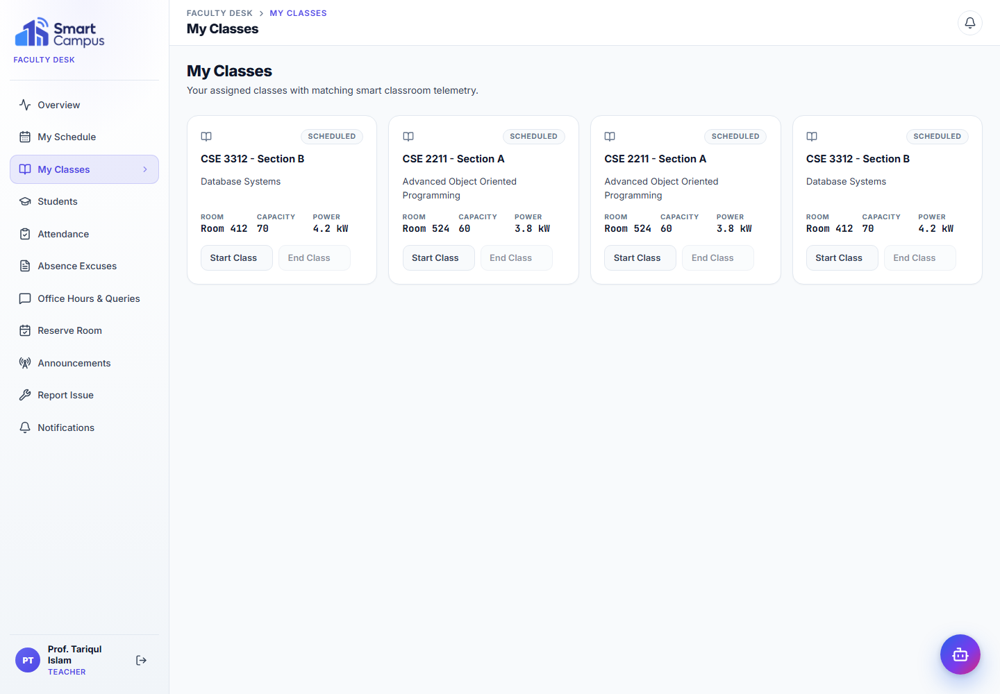 Smart
Campus
FACULTY DESK
Overview
My Schedule
My Classes
Students
Attendance
Absence Excuses
Office Hours & Queries
Reserve Room
Announcements
Report Issue
Notifications
PT
Prof. Tariqul
Islam
TEACHER
FACULTY DESK > MY CLASSES
My Classes
My Classes
Your assigned classes with matching smart classroom telemetry.
SCHEDULED
CSE 3312 - Section B
Database Systems
ROOM CAPACITY POWER
Room 412 70 4.2 kW
Start Class End Class
SCHEDULED
CSE 2211 - Section A
Advanced Object Oriented
Programming
ROOM CAPACITY POWER
Room 524 60 3.8 kW
Start Class End Class
SCHEDULED
CSE 2211 - Section A
Advanced Object Oriented
Programming
ROOM CAPACITY POWER
Room 524 60 3.8 kW
Start Class End Class
SCHEDULED
CSE 3312 - Section B
Database Systems
ROOM CAPACITY POWER
Room 412 70 4.2 kW
Start Class End Class